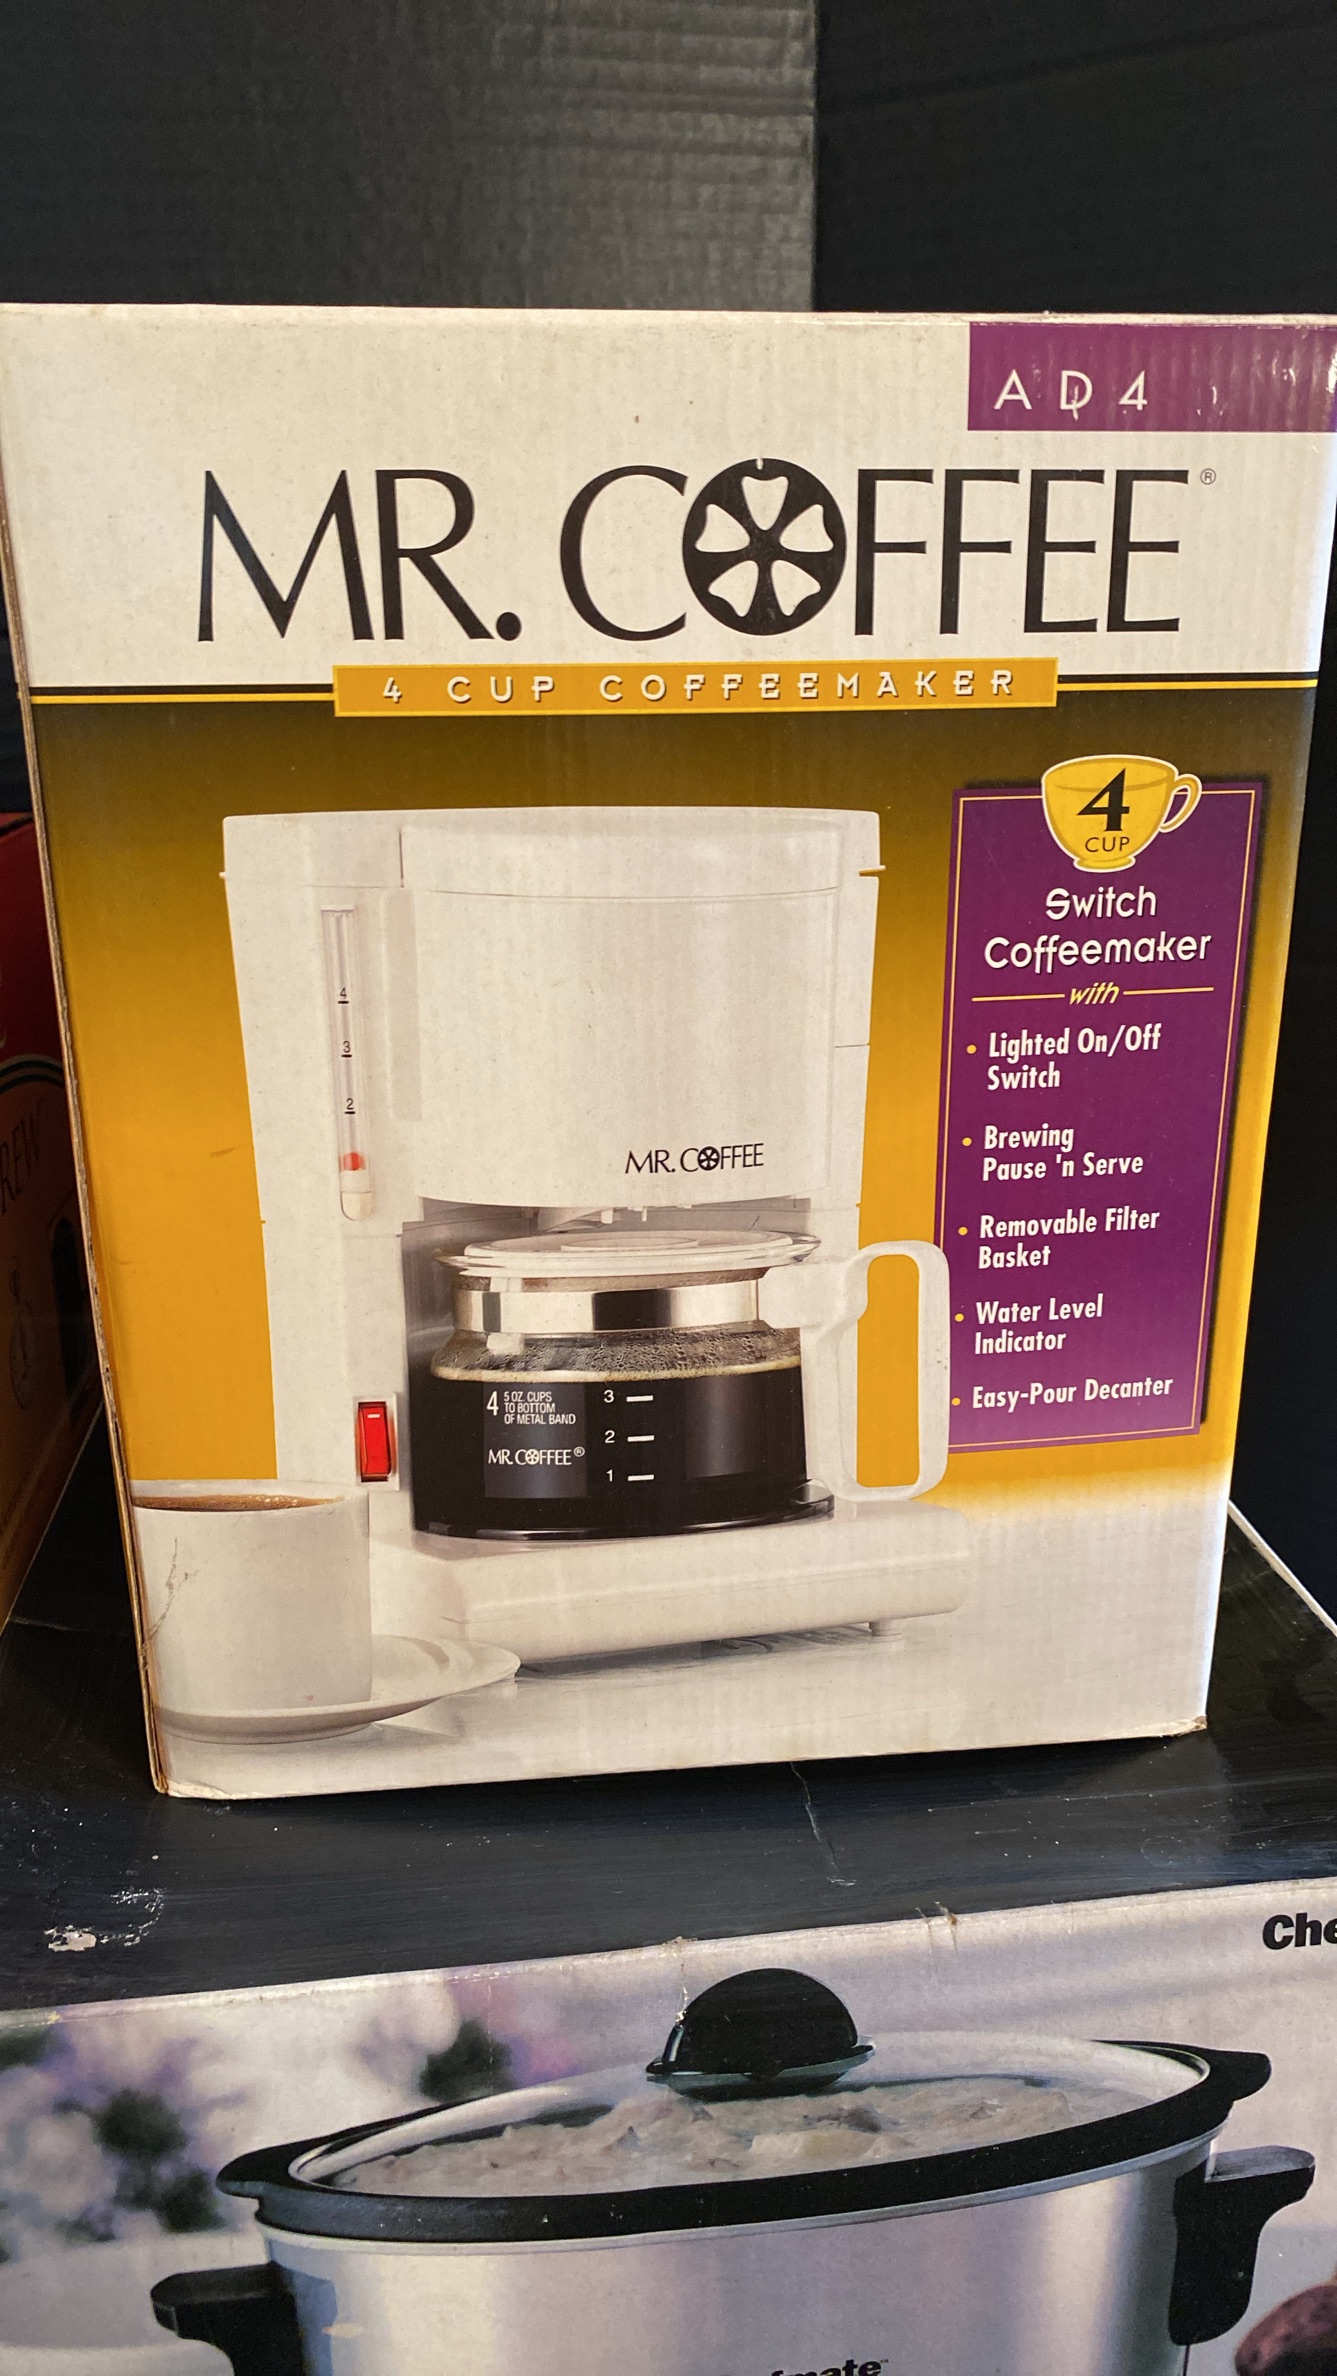 AD4
MR. COFFEE®
4 CUP COFFEEMAKER
4
CUP
Switch
Coffeemaker
with
• Lighted On/Off
Switch
• Brewing
Pause 'n Serve
• Removable Filter
Basket
• Water Level
Indicator
• Easy-Pour Decanter
4
3
2
MR. COFFEE
4 5 OZ. CUPS
TO BOTTOM
OF METAL BAND
MR. COFFEE®
3
2
1